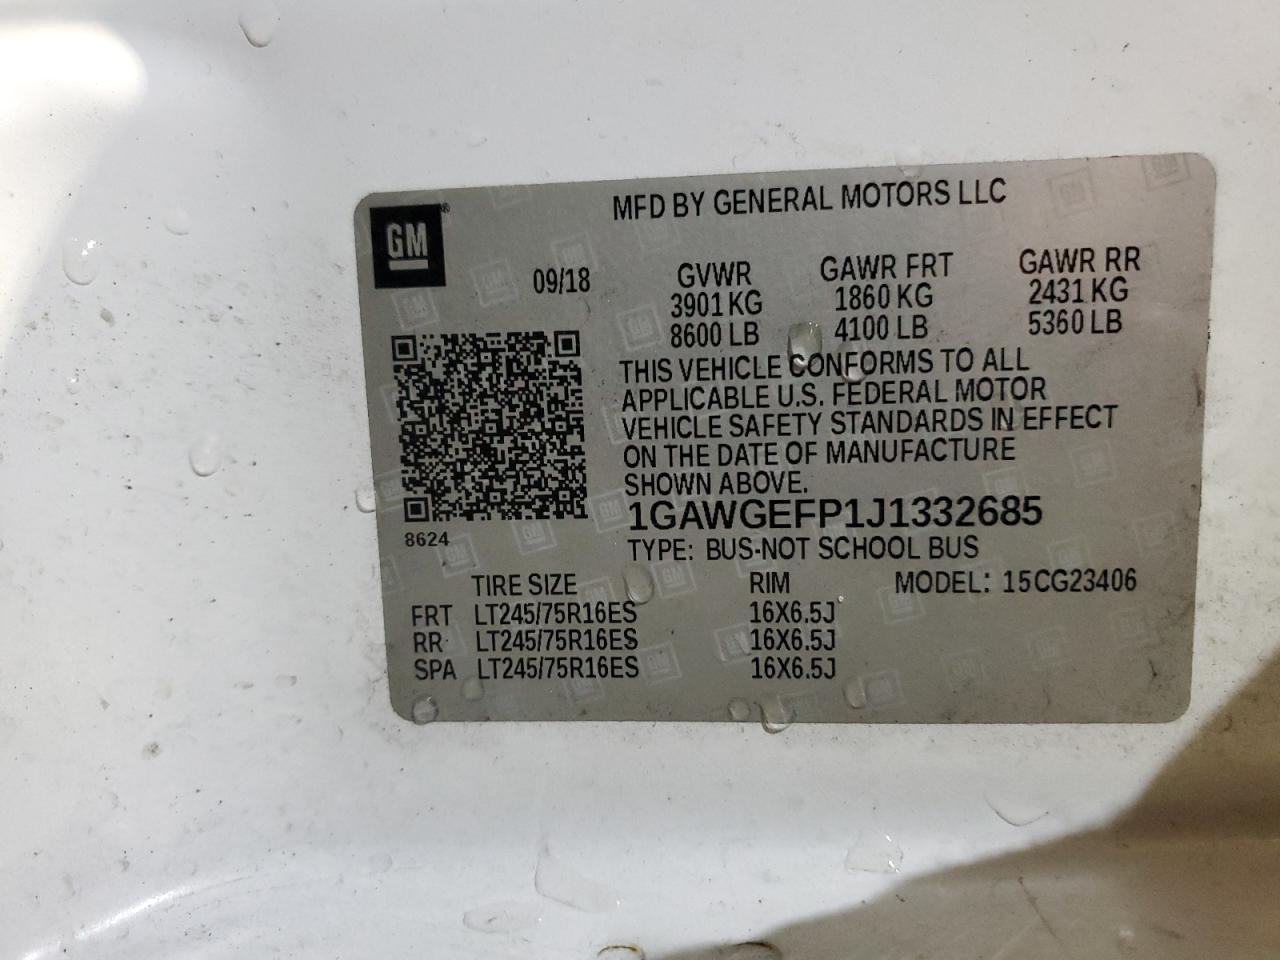 MFD BY GENERAL MOTORS LLC
GM®
09/18 GVWR GAWR FRT GAWR RR
3901 KG 1860 KG 2431 KG
8600 LB 4100 LB 5360 LB
THIS VEHICLE CONFORMS TO ALL
APPLICABLE U.S. FEDERAL MOTOR
VEHICLE SAFETY STANDARDS IN EFFECT
ON THE DATE OF MANUFACTURE
SHOWN ABOVE.
1GAWGEFP1J1332685
8624
TYPE: BUS-NOT SCHOOL BUS
TIRE SIZE RIM MODEL: 15CG23406
FRT LT245/75R16ES 16X6.5J
RR LT245/75R16ES 16X6.5J
SPA LT245/75R16ES 16X6.5J